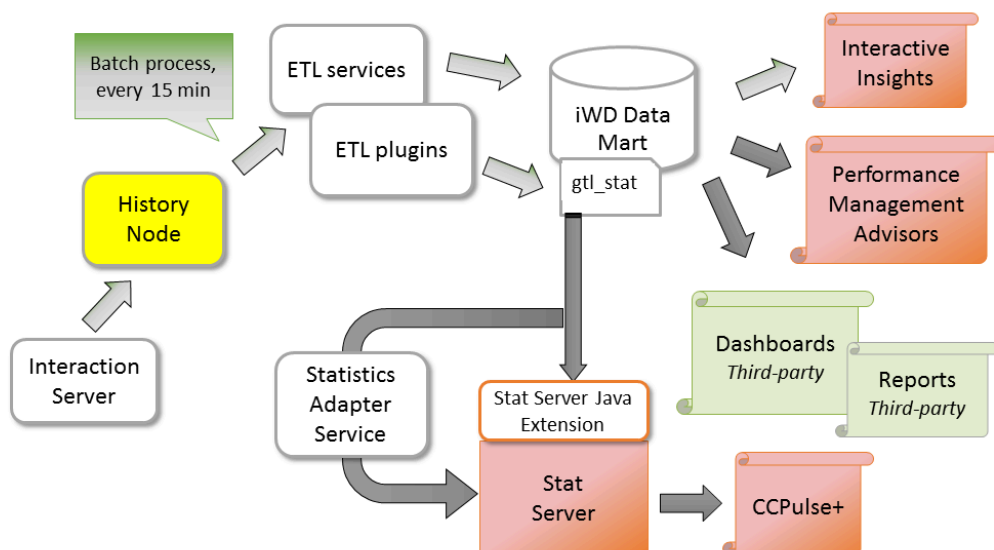 Batch process,
every 15 min
ETL services
ETL plugins
iWD Data
Mart
gtl_stat
Interactive
Insights
Performance
Management
Advisors
History
Node
Interaction
Server
Statistics
Adapter
Service
Stat Server Java
Extension
Stat
Server
Dashboards
Third-party
Reports
Third-party
CCPulse+